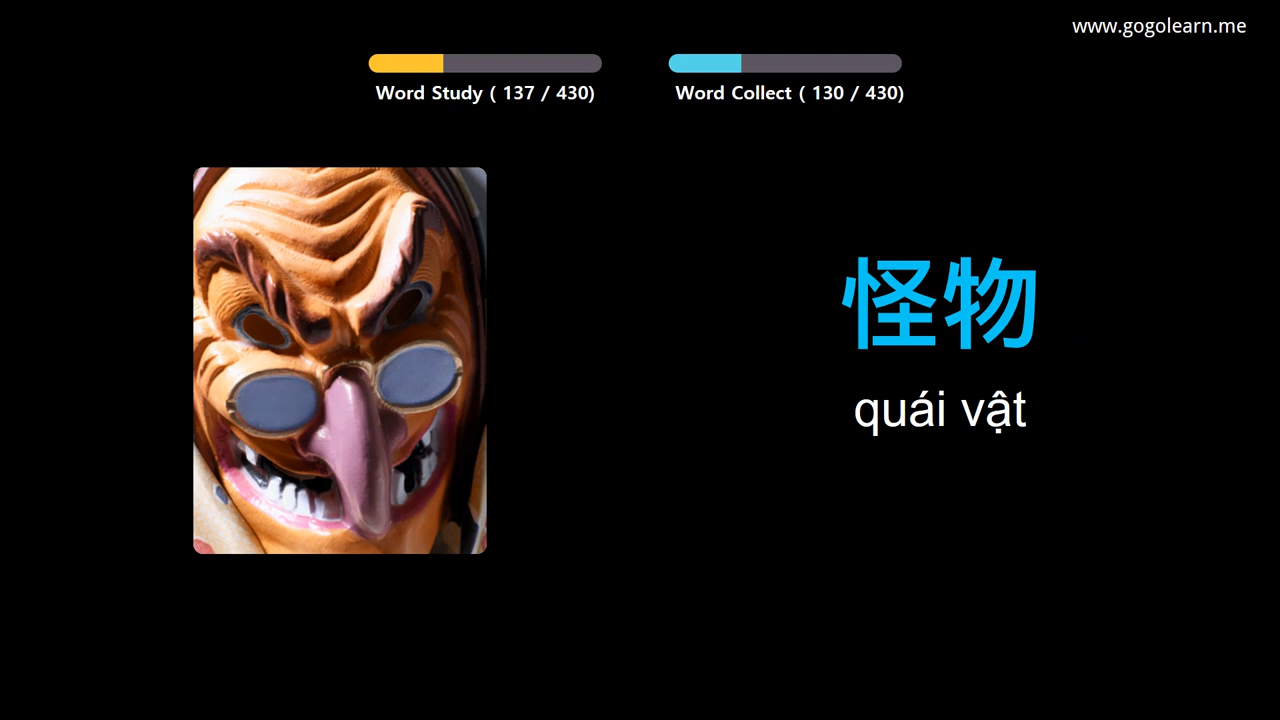 www.gogolearn.me
Word Study ( 137 / 430)
Word Collect ( 130 / 430)
怪物
quái vật